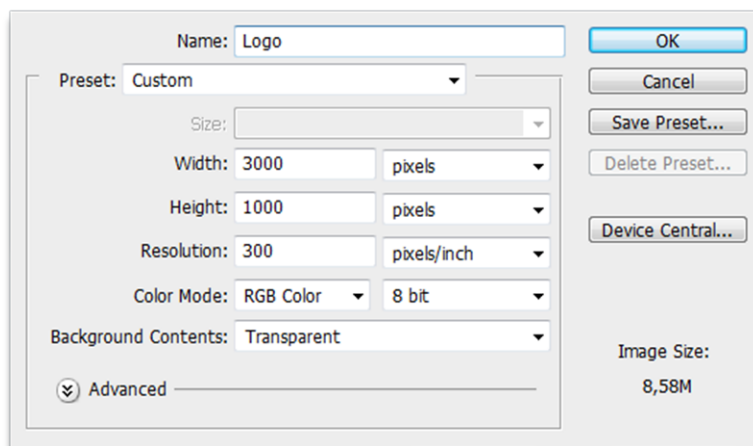 Name: Logo
OK
Preset: Custom
Cancel
Size:
Save Preset...
Width: 3000 pixels
Delete Preset...
Height: 1000 pixels
Device Central...
Resolution: 300 pixels/inch
Color Mode: RGB Color 8 bit
Background Contents: Transparent
Image Size:
8,58M
Advanced